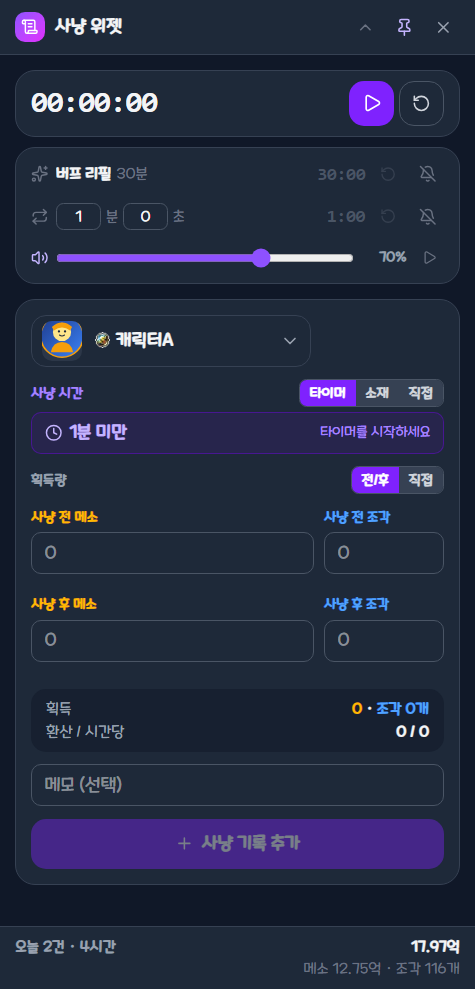 사냥 위젯
00:00:00
버프 리필 30분 30:00
1 분 0 초 1:00
70%
캐릭터A
사냥 시간 타이머 소재 직접
1분 미만 타이머를 시작하세요
획득량 전/후 직접
사냥 전 메소 사냥 전 조각
0 0
사냥 후 메소 사냥 후 조각
0 0
획득 0 · 조각 0개
환산 / 시간당 0 / 0
메모 (선택)
+ 사냥 기록 추가
오늘 2건 · 4시간 17.97억
메소 12.75억 · 조각 116개